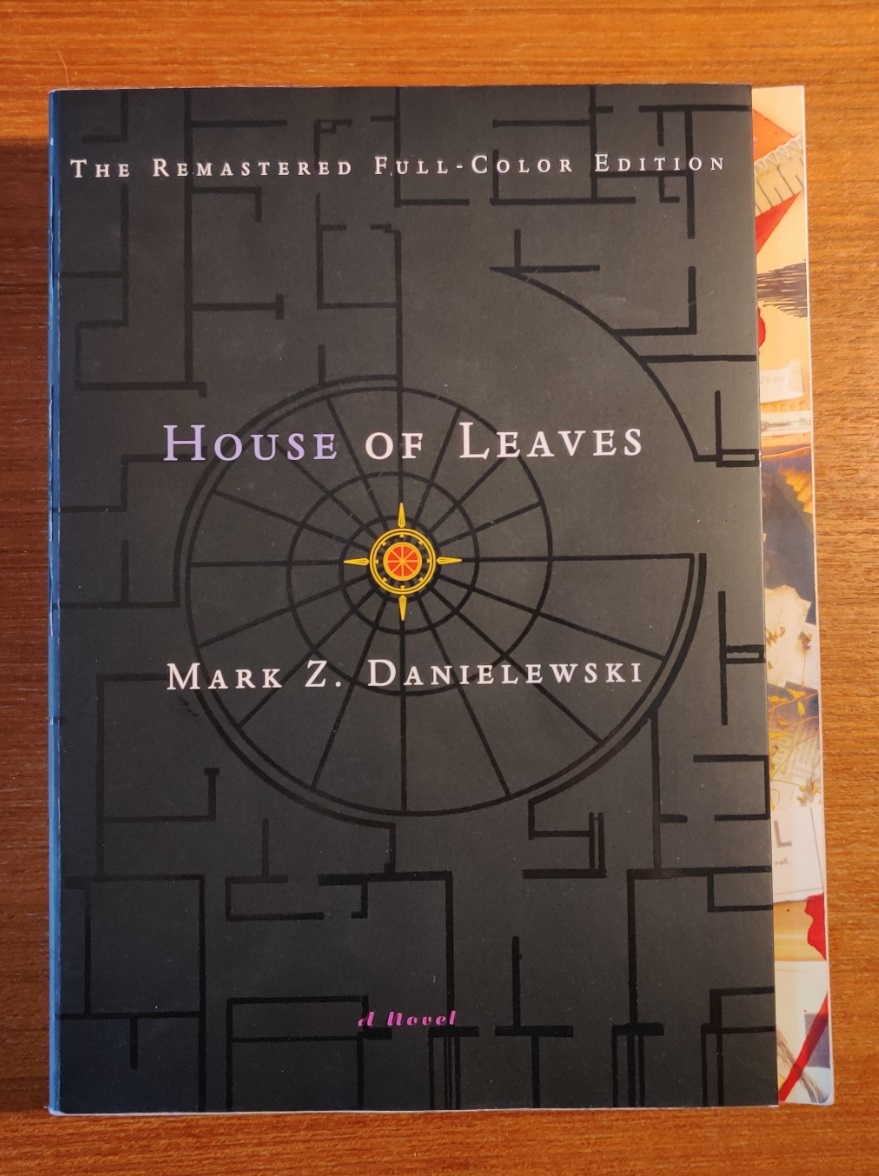 The Remastered Full-Color Edition
House of Leaves
Mark Z. Danielewski
A Novel